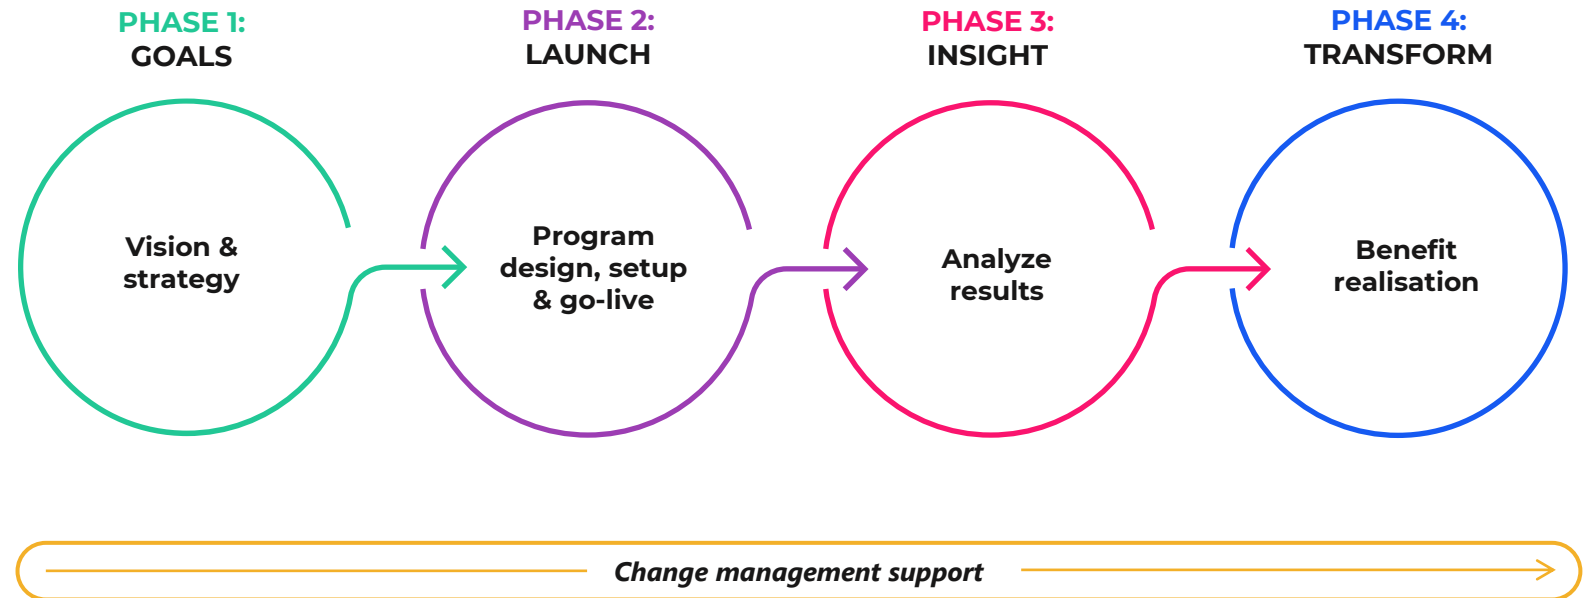 PHASE 1:
GOALS
PHASE 2:
LAUNCH
PHASE 3:
INSIGHT
PHASE 4:
TRANSFORM
Vision &
strategy
Program
design, setup
& go-live
Analyze
results
Benefit
realisation
Change management support